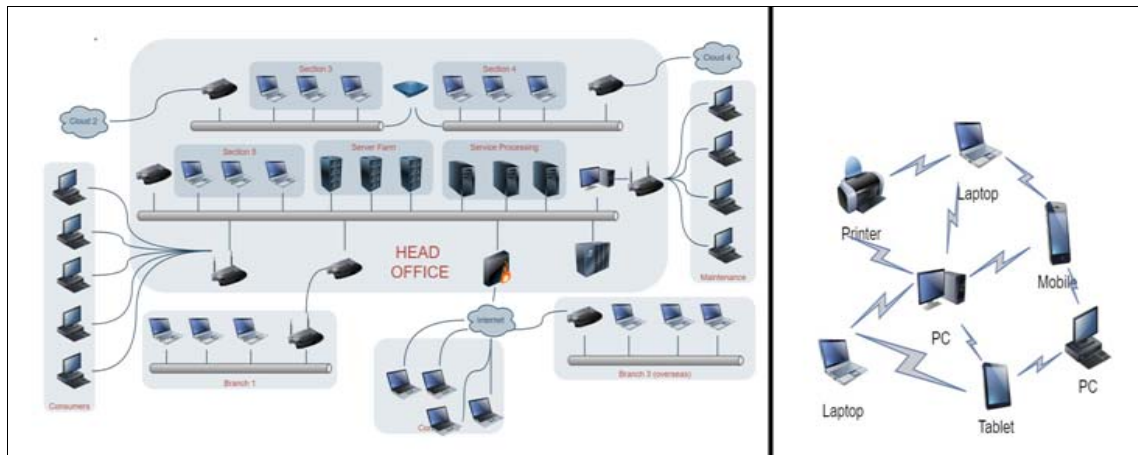 Section 3
Section 4
Cloud 4
Cloud 2
Section 5
Server Farm
Service Processing
HEAD
OFFICE
Maintenance
Internet
Branch 1
Branch 3 (overseas)
Consumers
Laptop
Printer
Mobile
PC
PC
Laptop
Tablet